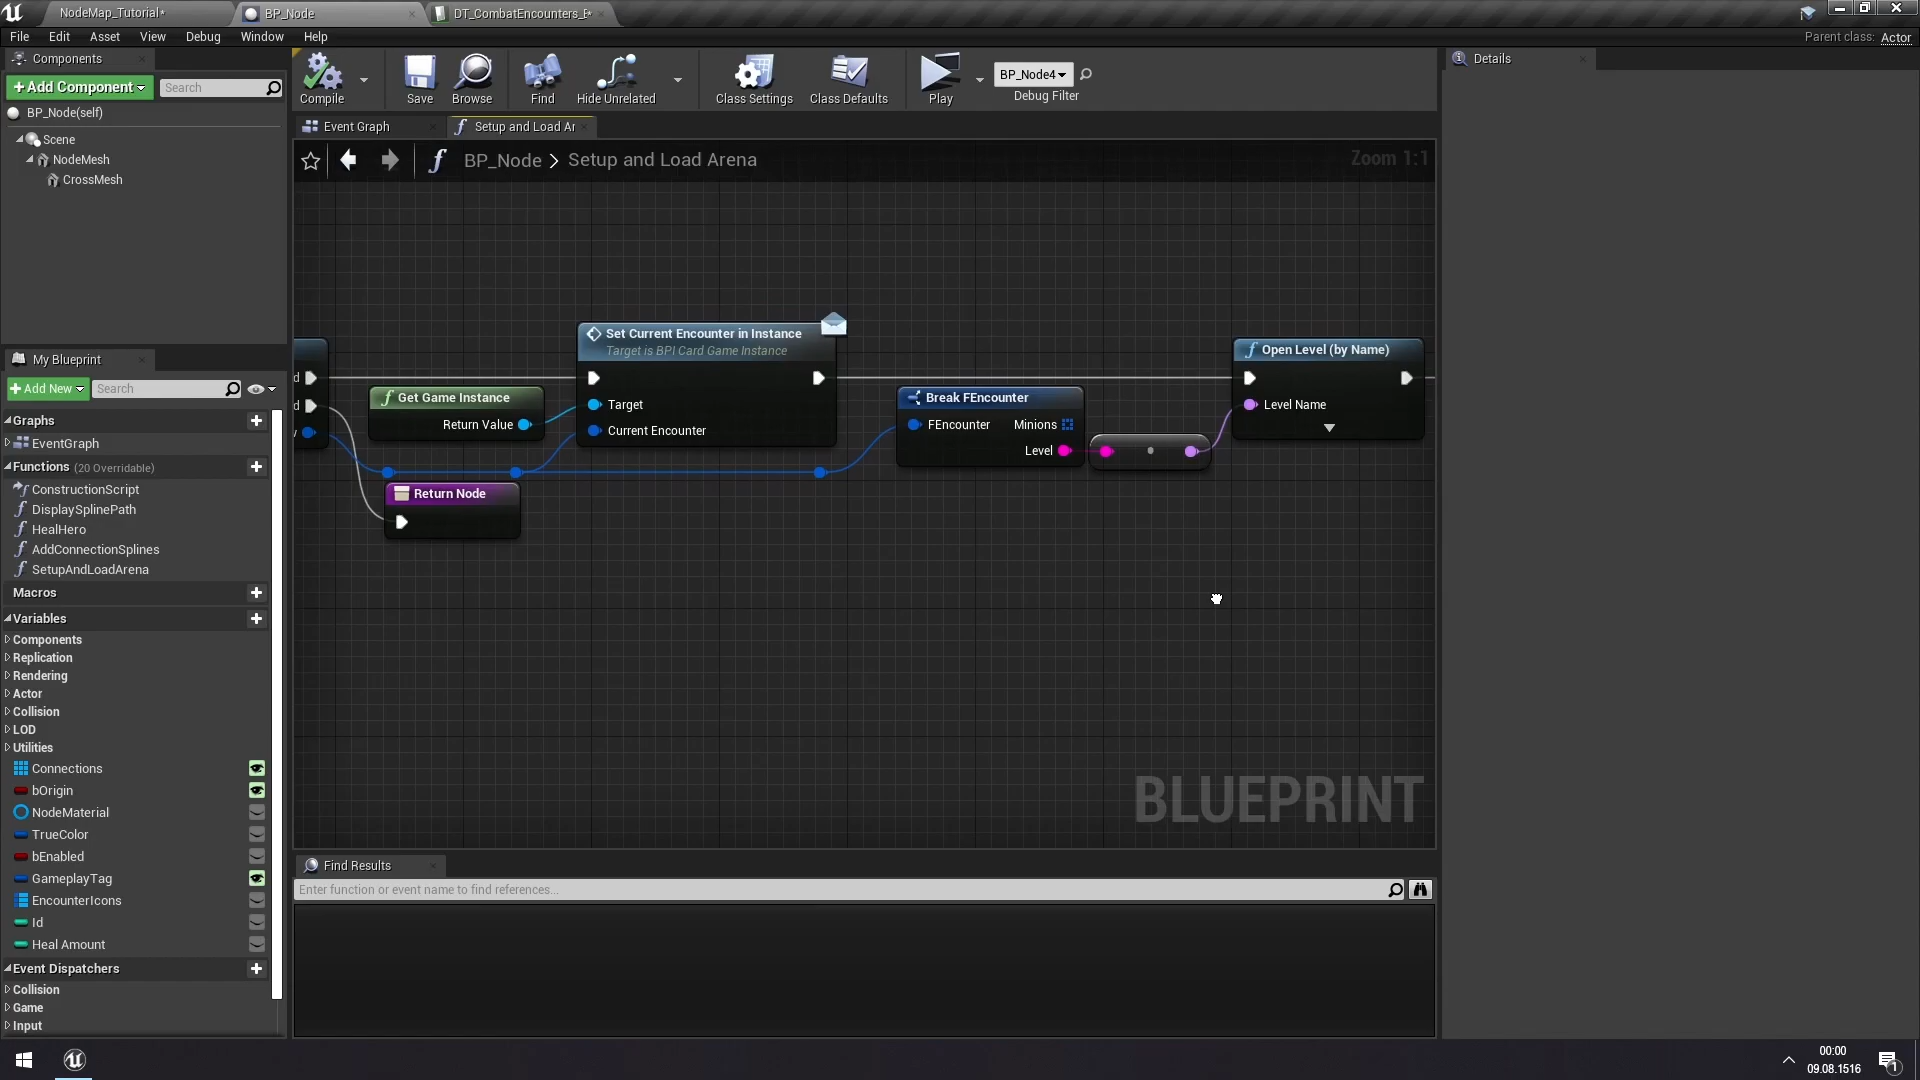 NodeMap_Tutorial*
BP_Node
DT_CombatEncounters_E*
File Edit Asset View Debug Window Help
Parent class: Actor
Components
+Add Component
Search
BP_Node(self)
Scene
NodeMesh
CrossMesh
Compile
Save
Browse
Find
Hide Unrelated
Class Settings
Class Defaults
Play
BP_Node4
Debug Filter
Event Graph
Setup and Load Ar
BP_Node > Setup and Load Arena
Zoom 1:1
Details
d
d
y
Get Game Instance
Return Value
Set Current Encounter in Instance
Target is BPI Card Game Instance
Target
Current Encounter
Return Node
Break FEncounter
FEncounter
Minions
Level
Open Level (by Name)
Level Name
BLUEPRINT
My Blueprint
+Add New
Search
Graphs
EventGraph
Functions (20 Overridable)
ConstructionScript
DisplaySplinePath
HealHero
AddConnectionSplines
SetupAndLoadArena
Macros
Variables
Components
Replication
Rendering
Actor
Collision
LOD
Utilities
Connections
bOrigin
NodeMaterial
TrueColor
bEnabled
GameplayTag
EncounterIcons
Id
Heal Amount
Event Dispatchers
Collision
Game
Input
Find Results
Enter function or event name to find references...
00:00
09.08.1516
1